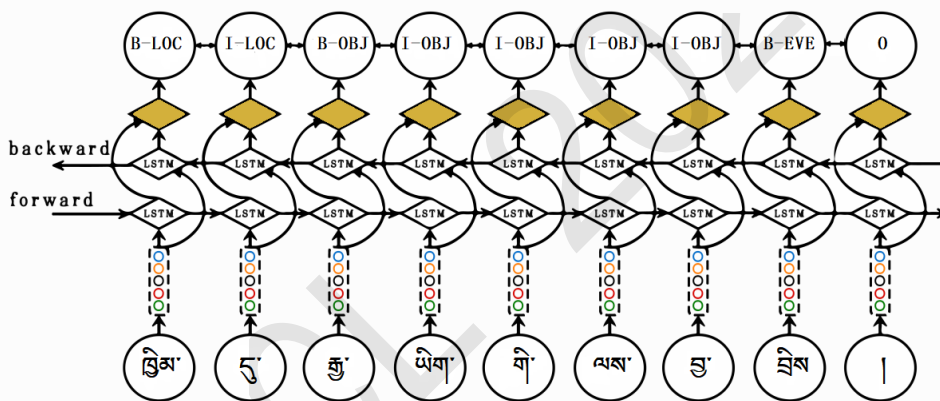 B-LOC I-LOC B-OBJ I-OBJ I-OBJ I-OBJ I-OBJ B-EVE O
backward LSTM LSTM LSTM LSTM LSTM LSTM LSTM LSTM LSTM
forward LSTM LSTM LSTM LSTM LSTM LSTM LSTM LSTM LSTM
ཁྱིམ་ དུ་ རྒྱ་ ཡིག་ གི་ ལས་ བྱ་ བྲིས །